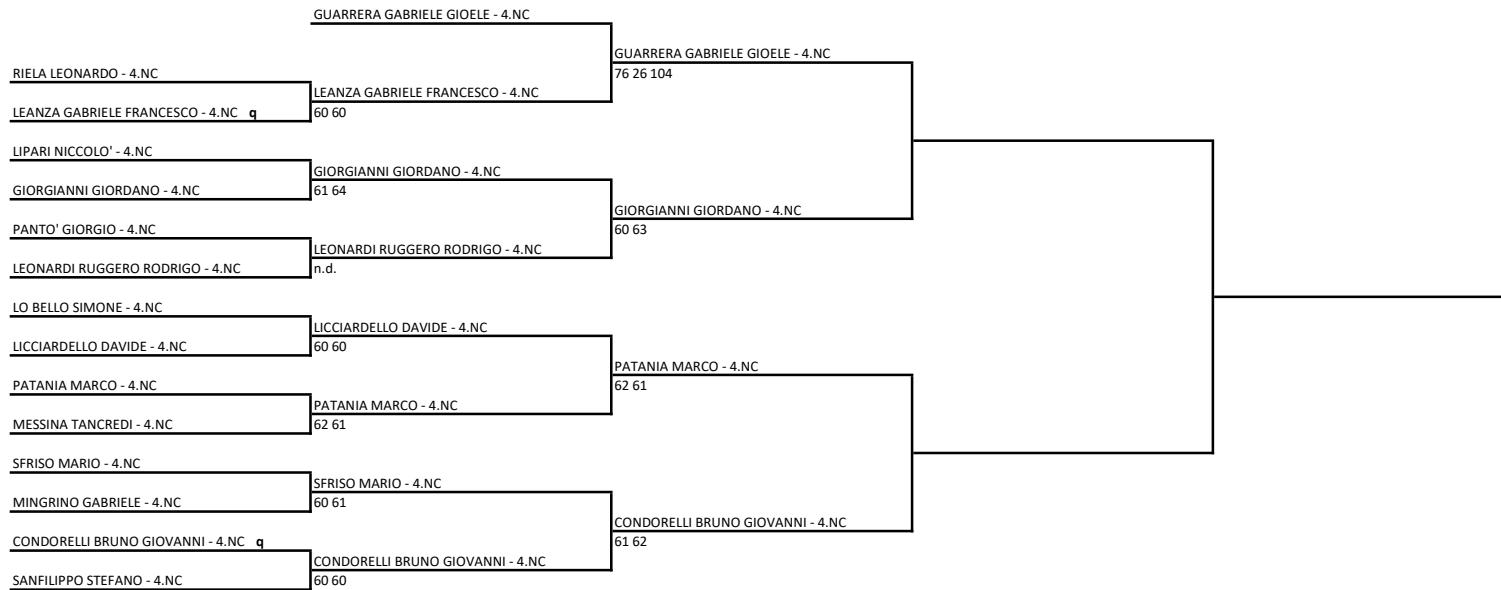 GUARRERA GABRIELE GIOELE - 4.NC
GUARRERA GABRIELE GIOELE - 4.NC
RIELA LEONARDO - 4.NC
76 26 104
LEANZA GABRIELE FRANCESCO - 4.NC
LEANZA GABRIELE FRANCESCO - 4.NC q
60 60
LIPARI NICCOLO' - 4.NC
GIORGIANNI GIORDANO - 4.NC
GIORGIANNI GIORDANO - 4.NC
61 64
GIORGIANNI GIORDANO - 4.NC
PANTO' GIORGIO - 4.NC
60 63
LEONARDI RUGGERO RODRIGO - 4.NC
LEONARDI RUGGERO RODRIGO - 4.NC
n.d.
LO BELLO SIMONE - 4.NC
LICCIARDELLO DAVIDE - 4.NC
LICCIARDELLO DAVIDE - 4.NC
60 60
PATANIA MARCO - 4.NC
PATANIA MARCO - 4.NC
62 61
PATANIA MARCO - 4.NC
MESSINA TANCREDI - 4.NC
62 61
SFRISO MARIO - 4.NC
SFRISO MARIO - 4.NC
MINGRINO GABRIELE - 4.NC
60 61
CONDORELLI BRUNO GIOVANNI - 4.NC
CONDORELLI BRUNO GIOVANNI - 4.NC q
61 62
CONDORELLI BRUNO GIOVANNI - 4.NC
SANFILIPPO STEFANO - 4.NC
60 60